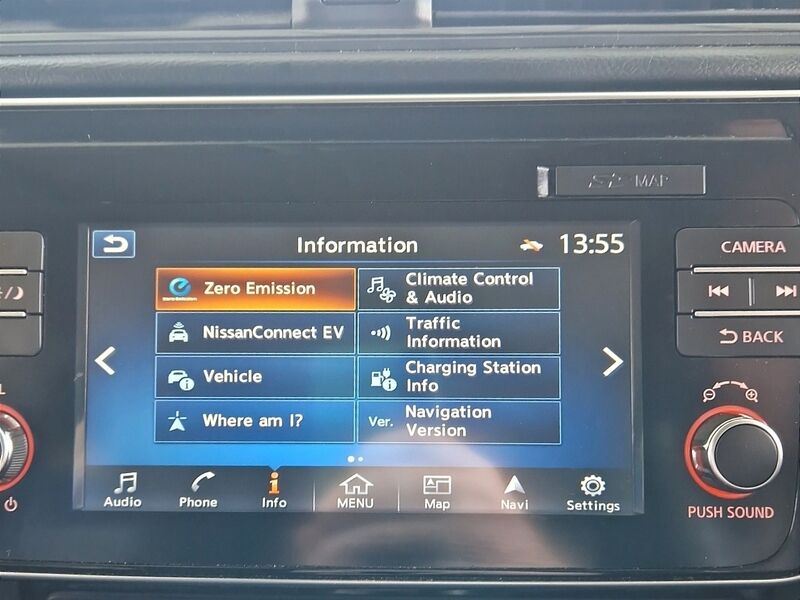 MAP
Information
13:55
CAMERA
Zero Emission
Climate Control
& Audio
NissanConnect EV
Traffic
Information
BACK
Vehicle
Charging Station
Info
Where am I?
Ver.
Navigation
Version
Audio
Phone
Info
MENU
Map
Navi
Settings
PUSH SOUND